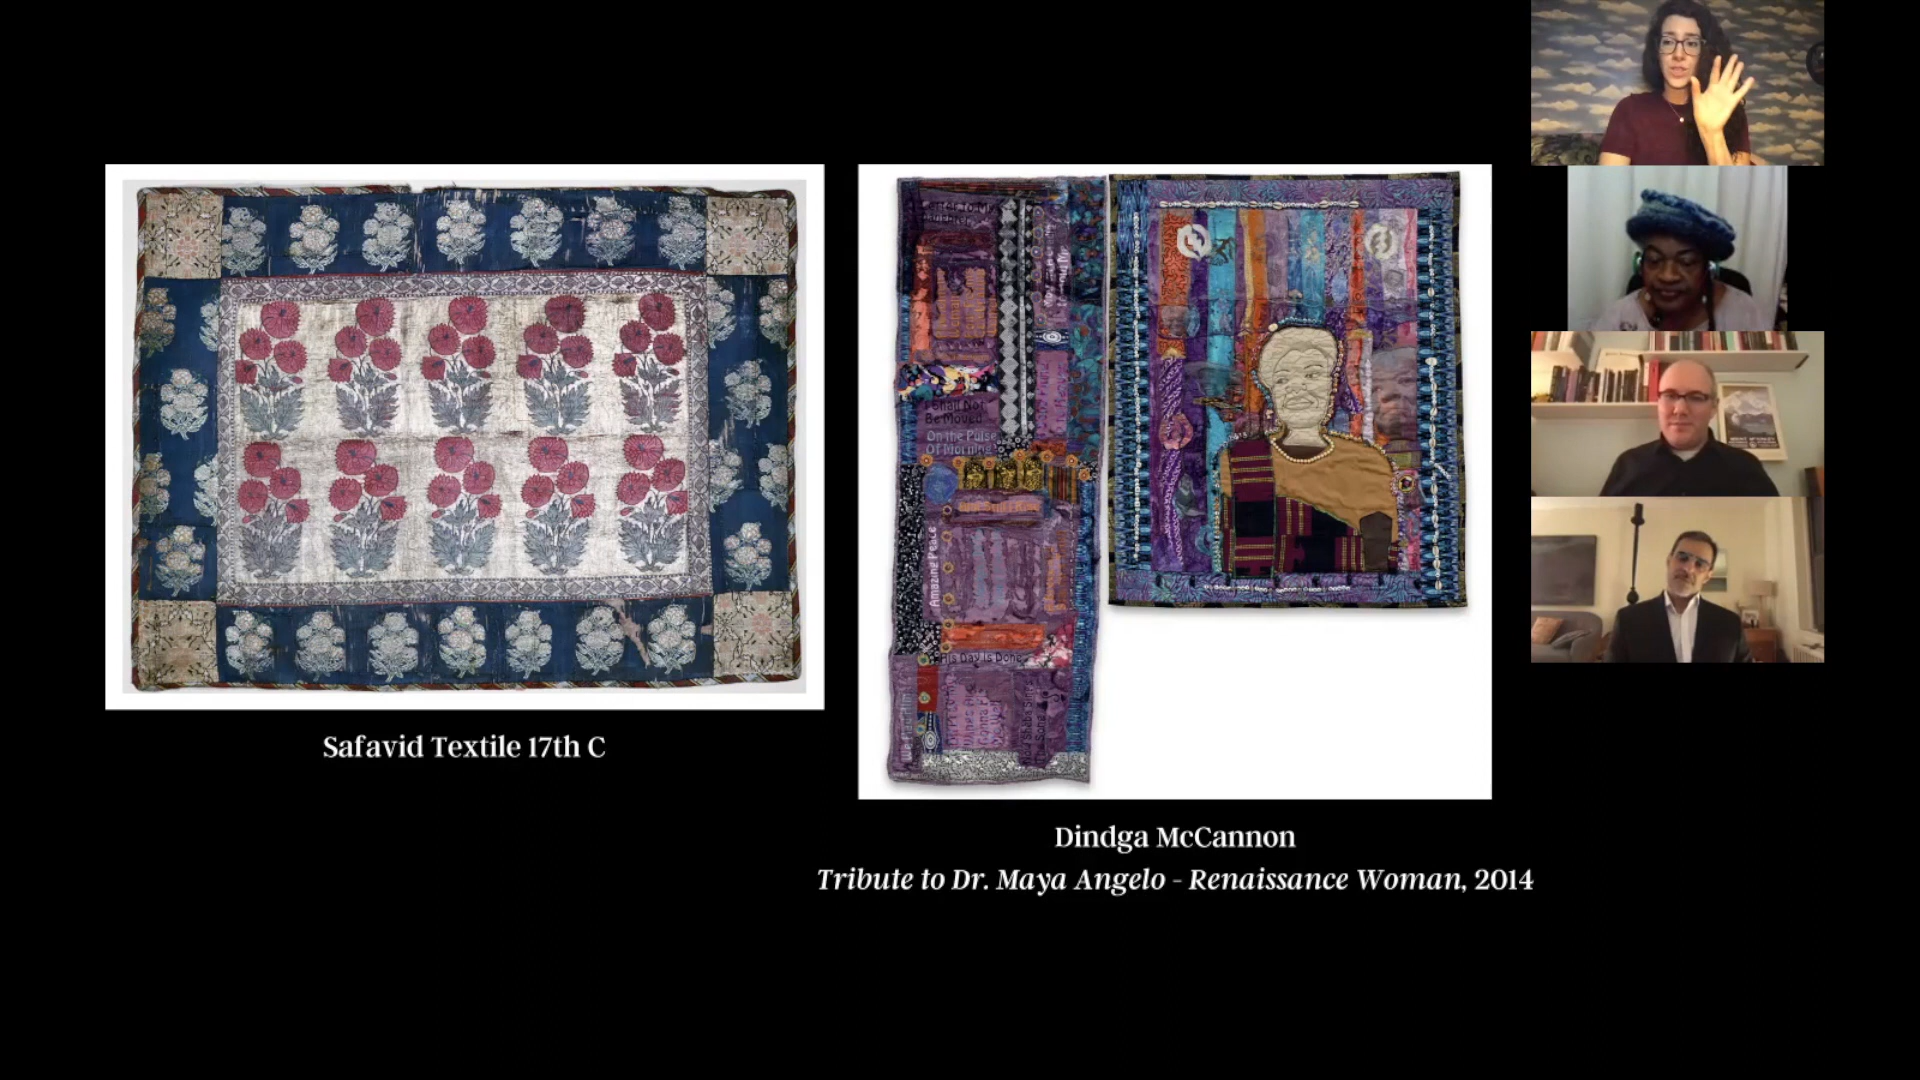 Safavid Textile 17th C
I Shall Not
Be Moved
On the Pulse
Of Morning
Amazing Peace
His Day Is Done
Dindga McCannon
Tribute to Dr. Maya Angelo - Renaissance Woman, 2014